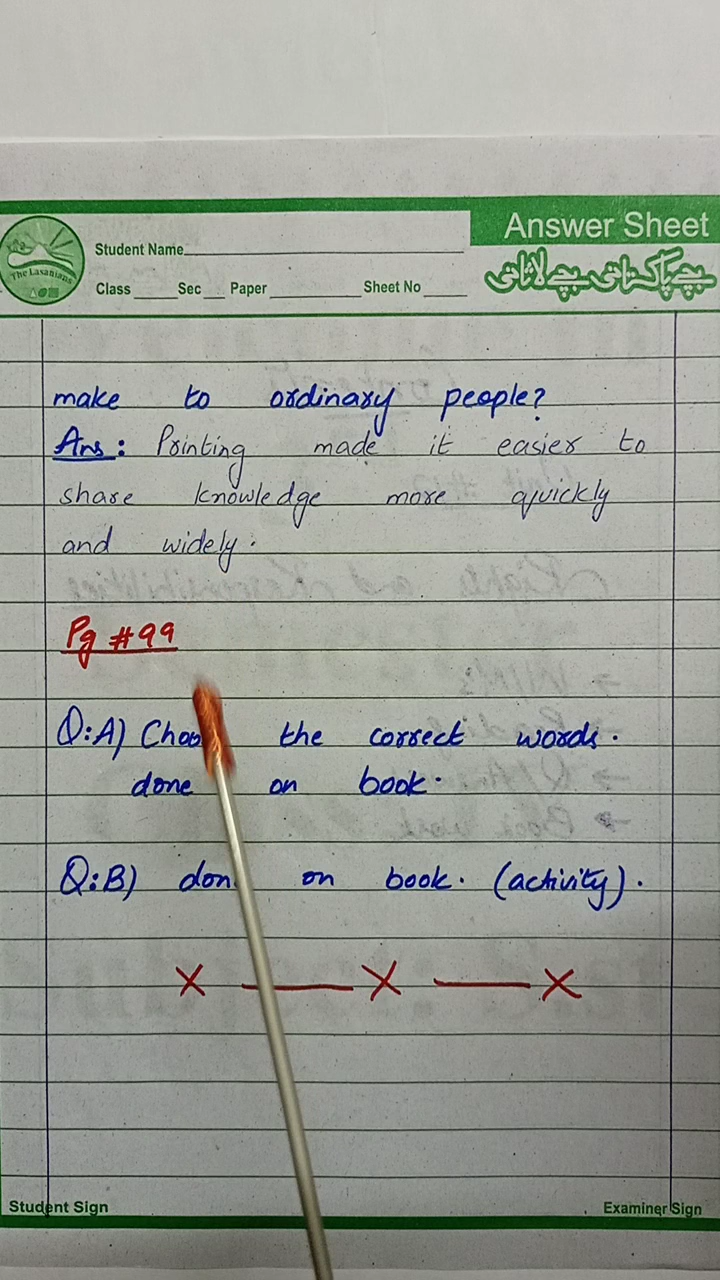 Answer Sheet
Student Name
The Lasanians
Class Sec Paper Sheet No
make to ordinary people?
Ans: Printing made it easier to
share knowledge more quickly
and widely.
Pg #99
Q:A) the correct words.
done on book.
Q:B) on book. (activity).
X X X
Student Sign Examiner Sign